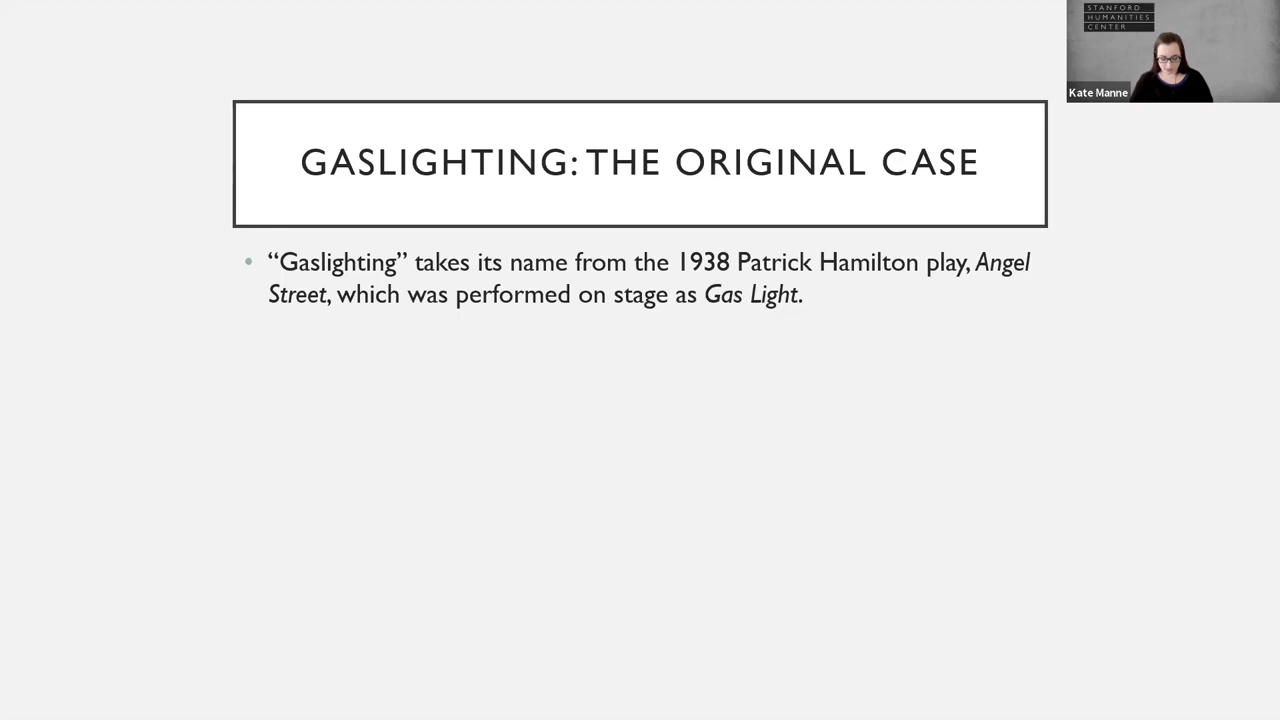 STANFORD
HUMANITIES
CENTER
Kate Manne
GASLIGHTING: THE ORIGINAL CASE
• “Gaslighting” takes its name from the 1938 Patrick Hamilton play, Angel
Street, which was performed on stage as Gas Light.